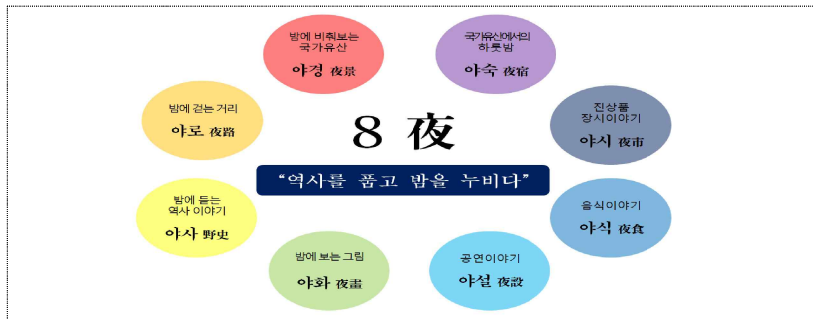 밤에 비춰보는
국가유산
야경 夜景
국가유산에서의
하룻밤
야숙 夜宿
밤에 걷는 거리
야로 夜路
진상품
장시이야기
야시 夜市
8 夜
“역사를 품고 밤을 누비다”
밤에 듣는
역사 이야기
야사 野史
음식이야기
야식 夜食
밤에 보는 그림
야화 夜畫
공연이야기
야설 夜設